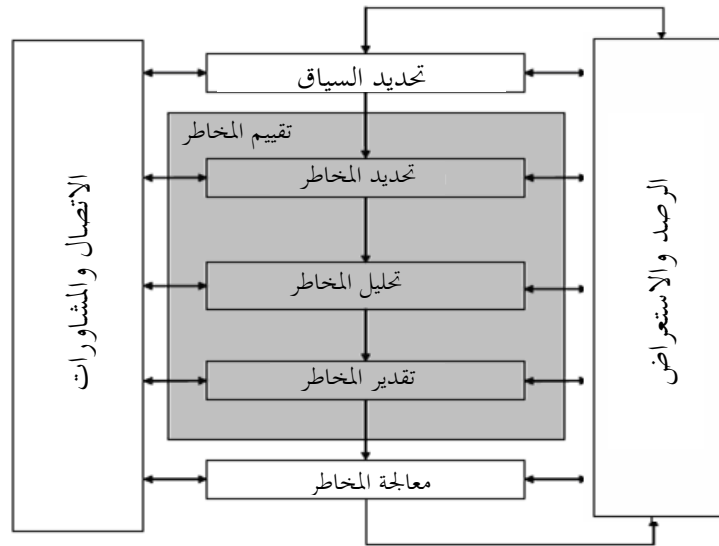 تحديد السياق
تقييم المخاطر
تحديد المخاطر
تحليل المخاطر
تقدير المخاطر
معالجة المخاطر
الرصد والاستعراض
الاتصال والمشاورات